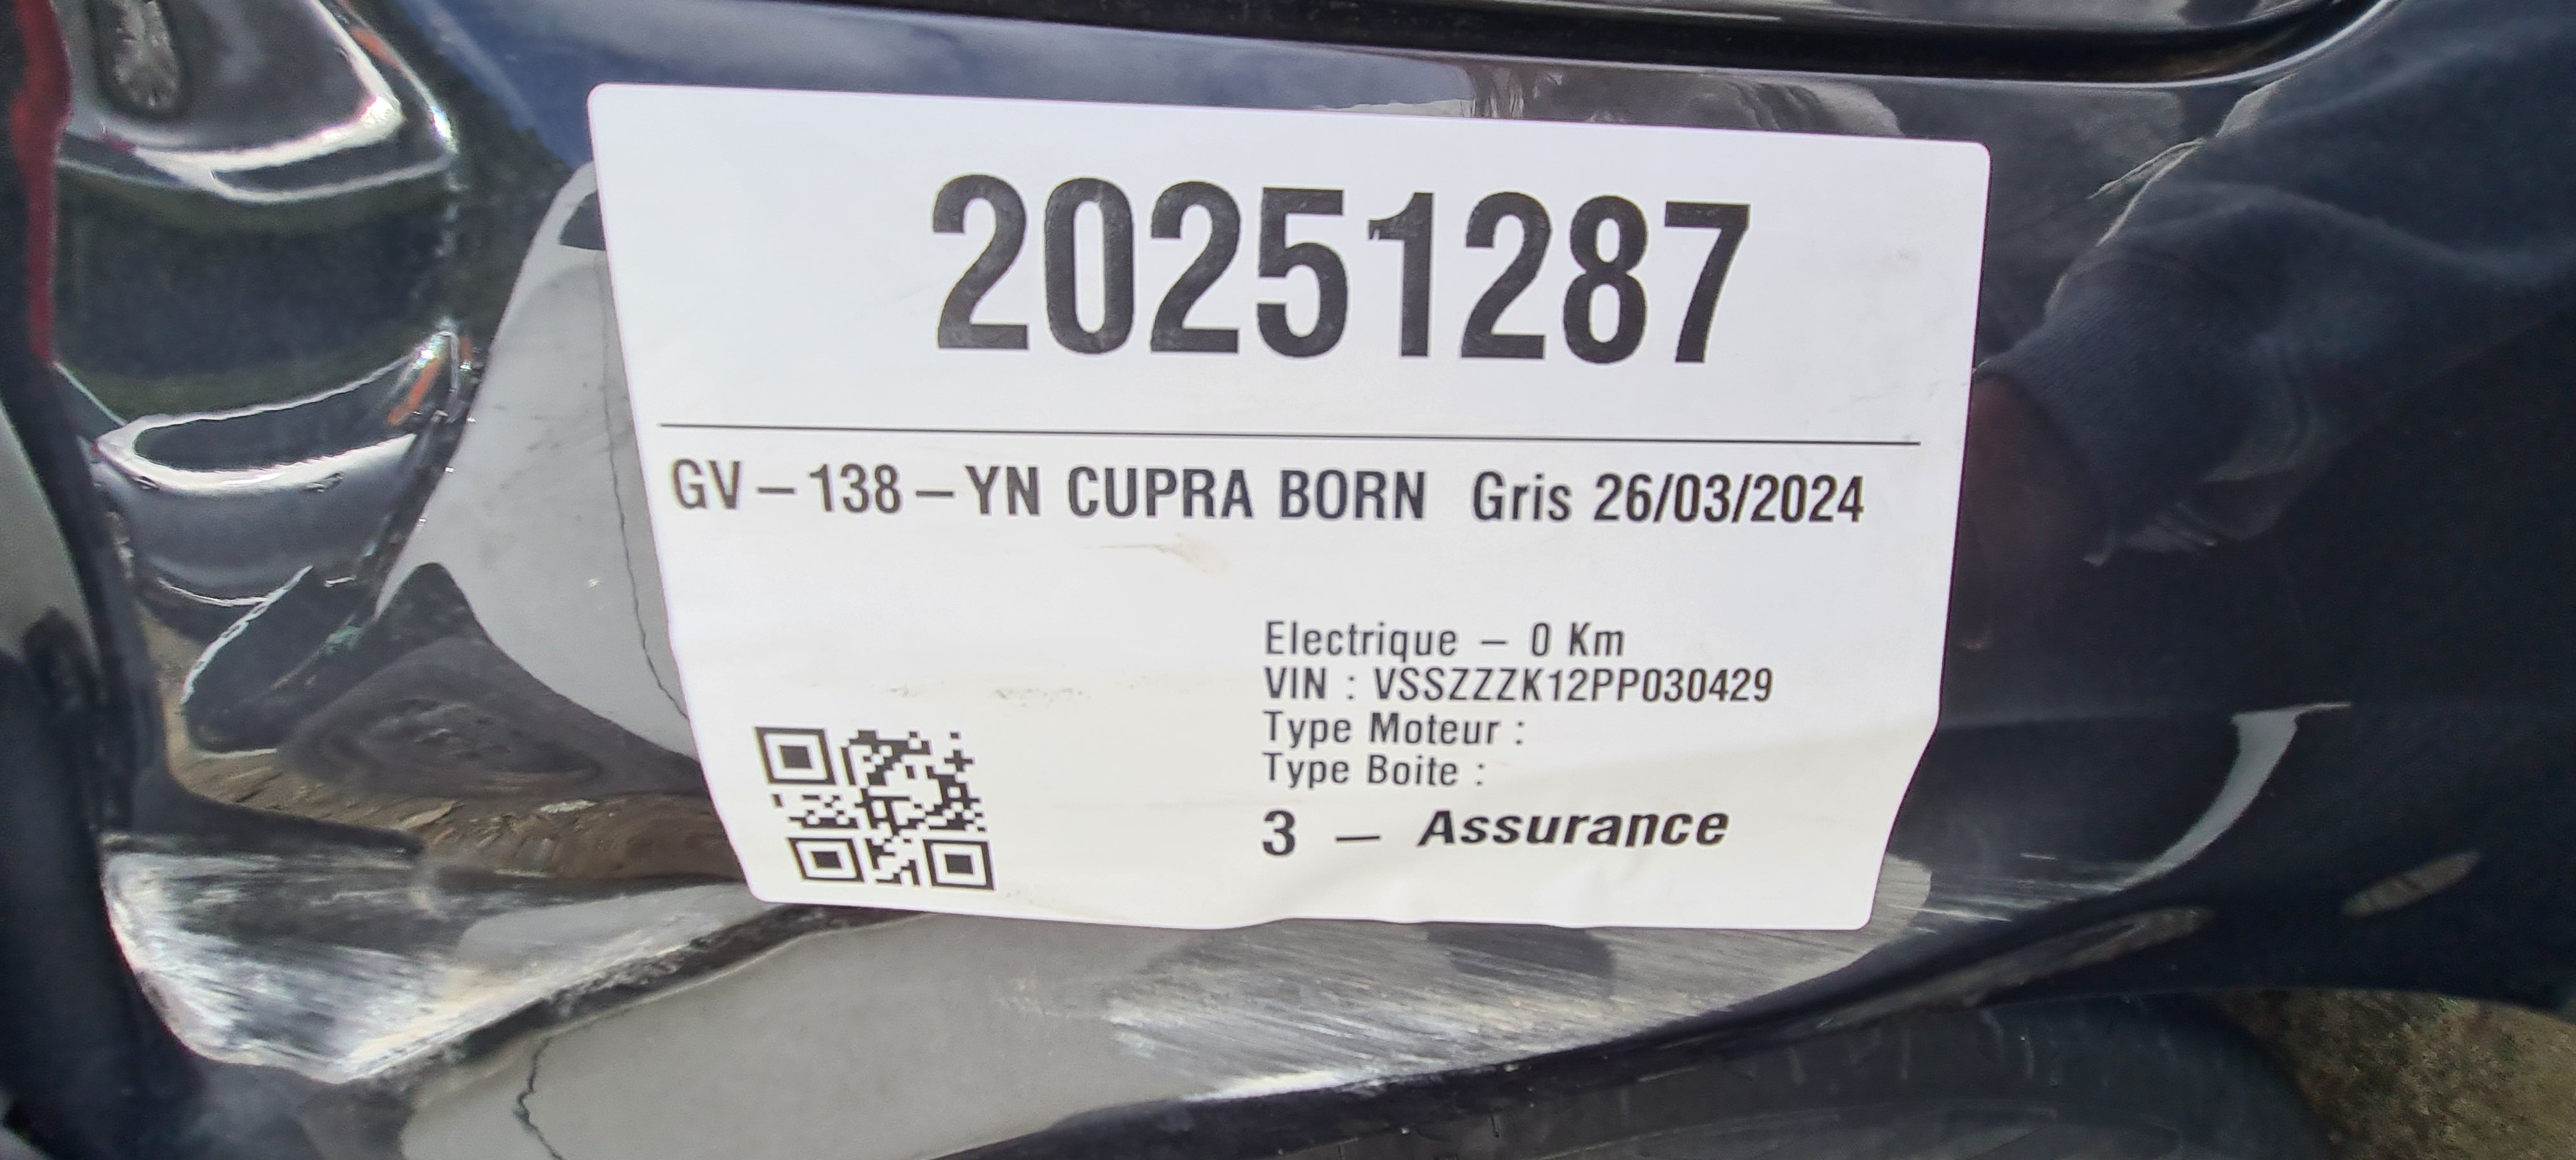 20251287
GV-138-YN CUPRA BORN Gris 26/03/2024
Electrique - 0 Km
VIN : VSSZZZK12PP030429
Type Moteur :
Type Boite :
3 - Assurance